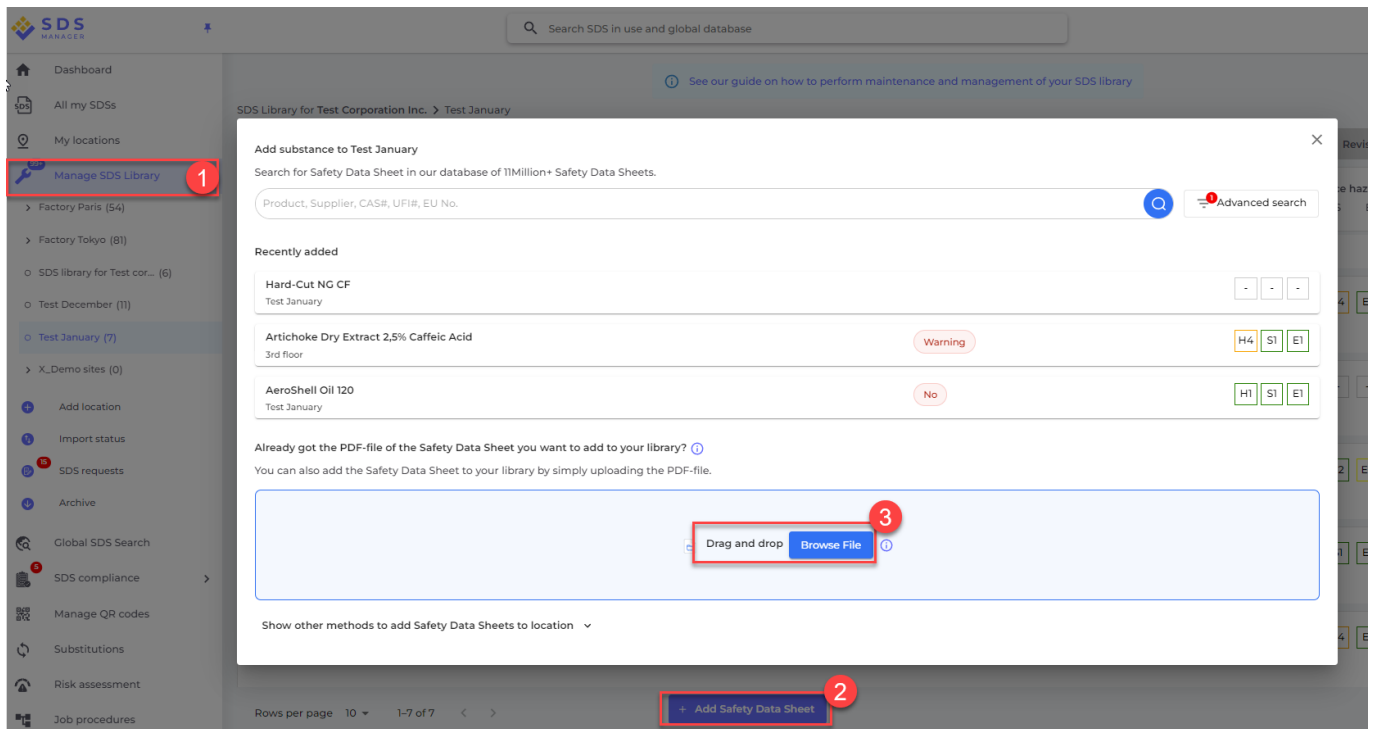 SDS
MANAGER
Search SDS in use and global database
Dashboard
All my SDSs
My locations
99+
Manage SDS Library
1
Factory Paris (54)
Factory Tokyo (81)
SDS library for Test cor... (6)
Test December (11)
Test January (7)
X_Demo sites (0)
Add location
Import status
15
SDS requests
Archive
Global SDS Search
5
SDS compliance
Manage QR codes
Substitutions
Risk assessment
Job procedures
See our guide on how to perform maintenance and management of your SDS library
SDS Library for Test Corporation Inc. > Test January
Add substance to Test January
Search for Safety Data Sheet in our database of 11Million+ Safety Data Sheets.
Product, Supplier, CAS#, UFI#, EU No.
1
Advanced search
Recently added
Hard-Cut NG CF
Test January
- - -
Artichoke Dry Extract 2,5% Caffeic Acid
3rd floor
Warning
H4 S1 E1
AeroShell Oil 120
Test January
No
H1 S1 E1
Already got the PDF-file of the Safety Data Sheet you want to add to your library?
You can also add the Safety Data Sheet to your library by simply uploading the PDF-file.
3
Drag and drop Browse File
Show other methods to add Safety Data Sheets to location
2
Rows per page 10 1-7 of 7
+ Add Safety Data Sheet